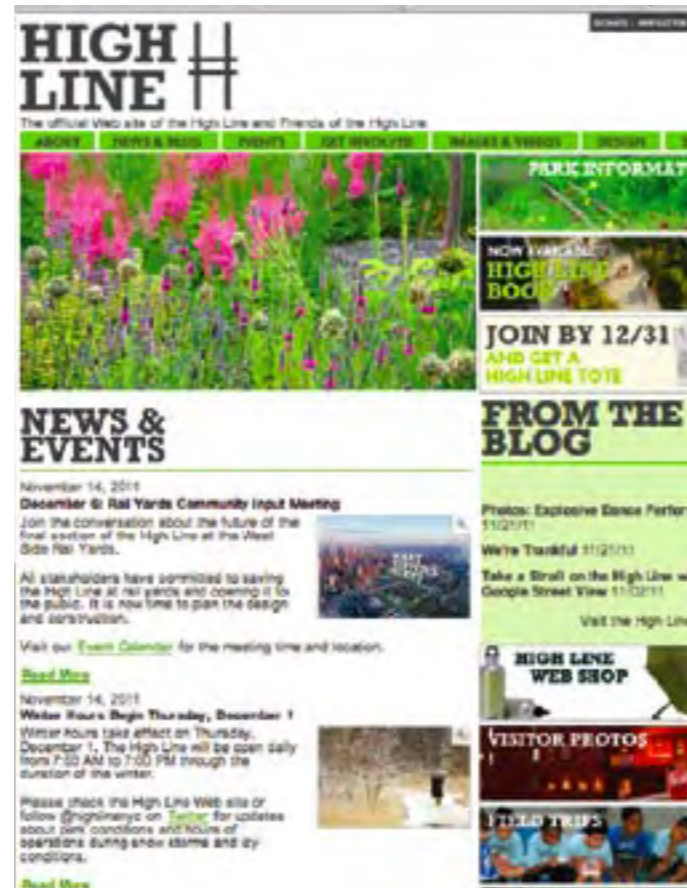 DONATE | NEWSLETTER
HIGH
LINE
The official Web site of the High Line and Friends of the High Line
ABOUT NEWS & BLOG EVENTS GET INVOLVED IMAGES & VIDEOS DESIGN
PARK INFORMAT
NOW AVAILABLE
HIGH LINE
BOOK
JOIN BY 12/31
AND GET A
HIGH LINE TOTE
NEWS &
EVENTS
November 14, 2011
December 6: Rail Yards Community Input Meeting
Join the conversation about the future of the
final section of the High Line at the West
Side Rail Yards.
All stakeholders have committed to saving
the High Line at rail yards and opening it to
the public. It is now time to plan the design
and construction.
Visit our Event Calendar for the meeting time and location.
Read More
November 14, 2011
Winter Hours Begin Thursday, December 1
Winter hours take effect on Thursday,
December 1. The High Line will be open daily
from 7:00 AM to 7:00 PM through the
duration of the winter.
Please check the High Line Web site or
follow @highlinenyc on Twitter for updates
about park conditions and hours of
operations during snow storms and icy
conditions.
Read More
FROM THE
BLOG
Photos: Explosive Dance Perfor
11/21/11
We're Thankful 11/21/11
Take a Stroll on the High Line w
Google Street View
Visit the High Line
HIGH LINE
WEB SHOP
VISITOR PHOTOS
FIELD TRIPS